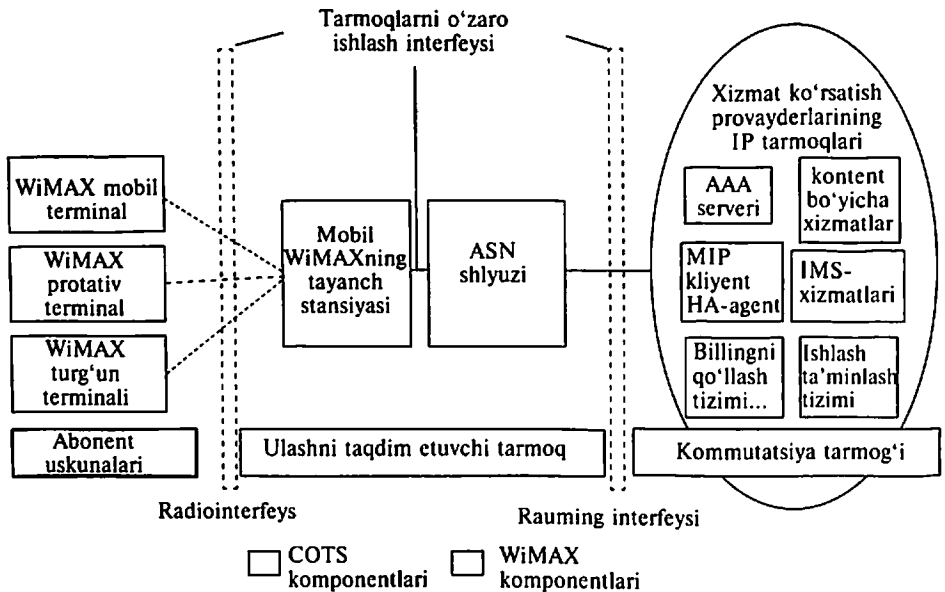 Tarmoqlarni o‘zaro
ishlash interfeysi
Xizmat ko‘rsatish
provayderlarining
IP tarmoqlari
WiMAX mobil
terminal
WiMAX
protativ
terminal
WiMAX
turg‘un
terminali
Abonent
uskunalari
Mobil
WiMAXning
tayanch
stansiyasi
ASN
shlyuzi
Ulashni taqdim etuvchi tarmoq
AAA
serveri
kontent
bo‘yicha
xizmatlar
MIP
kliyent
HA-agent
IMS-
xizmatlari
Billingni
qo‘llash
tizimi...
Ishlash
ta’minlash
tizimi
Kommutatsiya tarmog‘i
Radiointerfeys
Rauming interfeysi
COTS
komponentlari
WiMAX
komponentlari